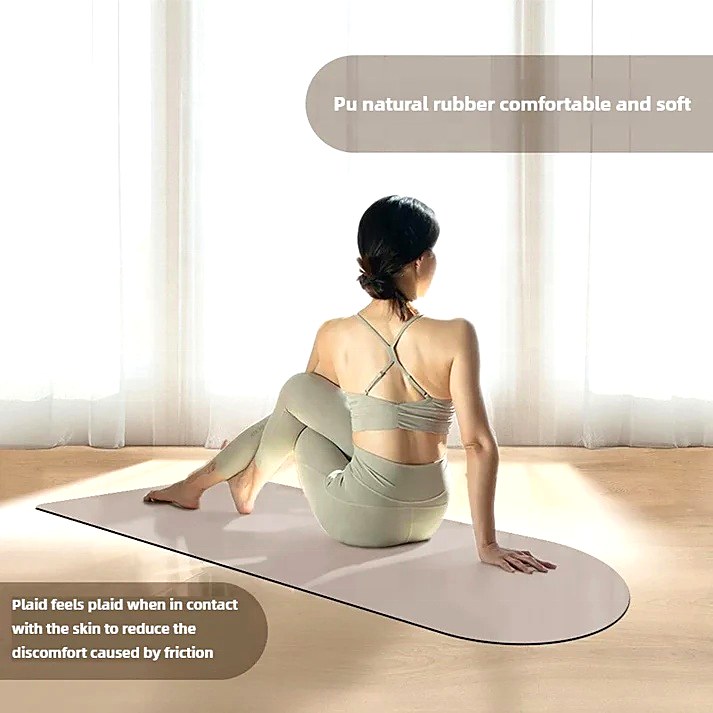 Pu natural rubber comfortable and soft
Plaid feels plaid when in contact
with the skin to reduce the
discomfort caused by friction